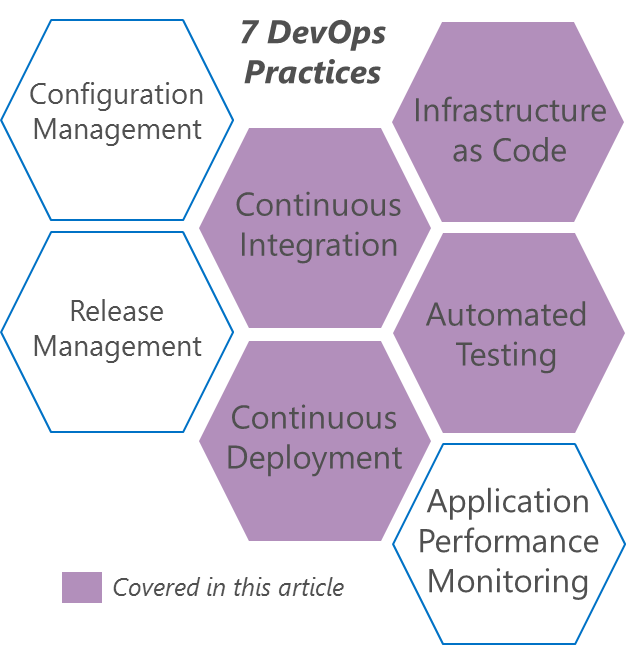 7 DevOps
Practices
Configuration
Management
Infrastructure
as Code
Continuous
Integration
Release
Management
Automated
Testing
Continuous
Deployment
Application
Performance
Monitoring
Covered in this article